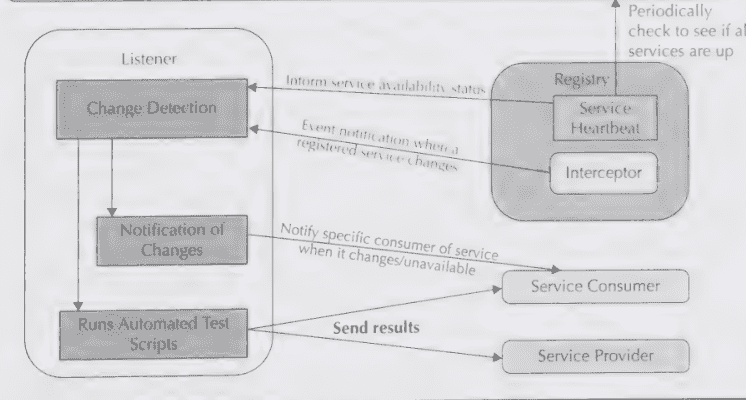 Periodically
check to see if al
services are up
Listener
Registry
Inform service availability status
Change Detection
Service
Heartbeat
Event notification when a
registered service changes
Interceptor
Notification of
Changes
Notify specific consumer of service
when it changes/unavailable
Service Consumer
Runs Automated Test
Scripts
Send results
Service Provider